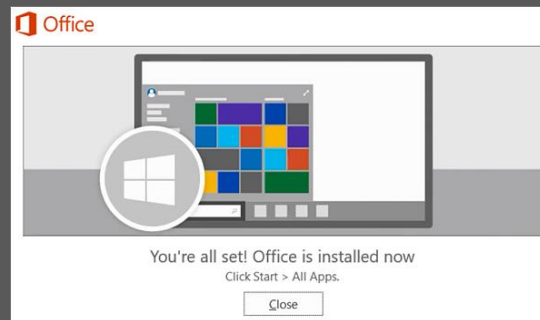 Office
You're all set! Office is installed now
Click Start > All Apps.
Close